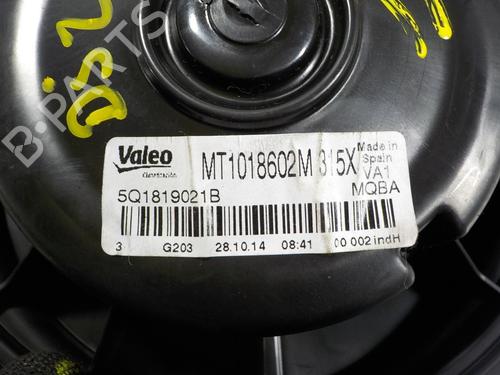 B-PARTS
Valeo
Climatización
MT1018602M 315X
Made in
Spain
5Q1819021B
VA1
MQBA
3 G203 28.10.14 08:41 00 002 indH